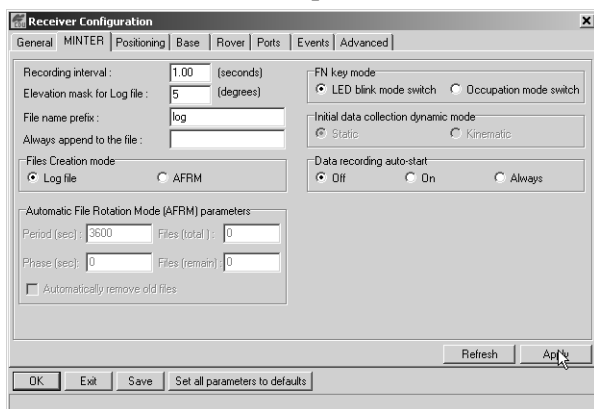 Receiver Configuration
General MINTER Positioning Base Rover Ports Events Advanced
Recording interval : 1.00 (seconds)
Elevation mask for Log file : 5 (degrees)
File name prefix : log
Always append to the file :
Files Creation mode
Log file AFRM
Automatic File Rotation Mode (AFRM) parameters
Period (sec) : 3600 Files (total ) : 0
Phase (sec): 0 Files (remain) : 0
Automatically remove old files
FN key mode
LED blink mode switch Occupation mode switch
Initial data collection dynamic mode
Static Kinematic
Data recording auto-start
Off On Always
Refresh Apply
OK Exit Save Set all parameters to defaults